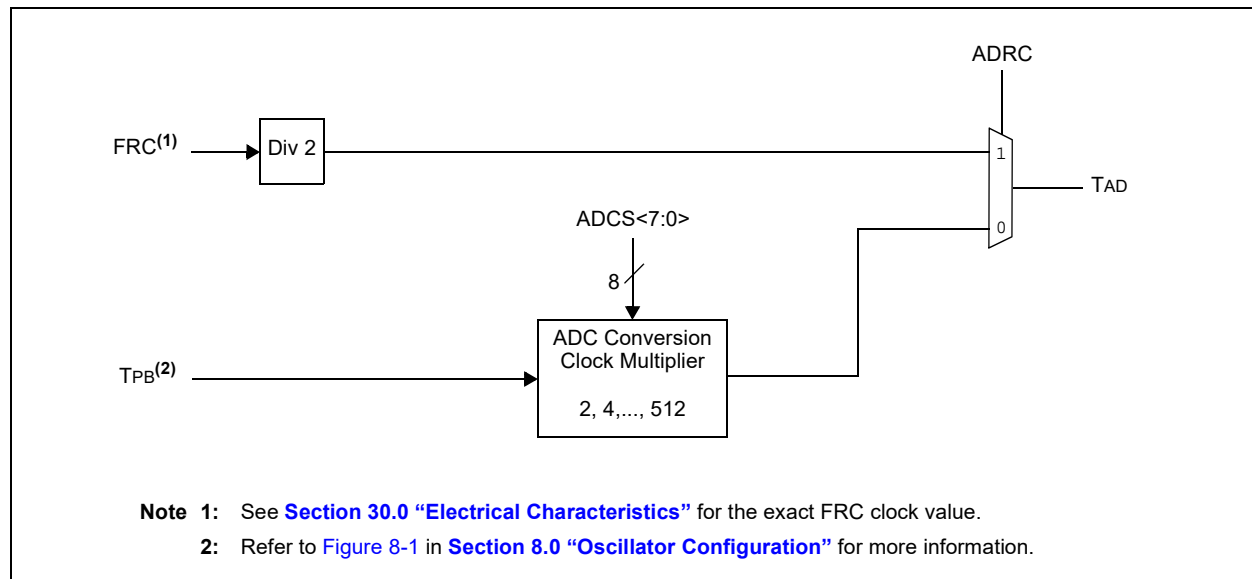 ADRC
FRC(1)
Div 2
1
TAD
ADCS<7:0>
0
8
ADC Conversion
Clock Multiplier
TPB(2)
2, 4,..., 512
Note 1: See Section 30.0 “Electrical Characteristics” for the exact FRC clock value.
2: Refer to Figure 8-1 in Section 8.0 “Oscillator Configuration” for more information.